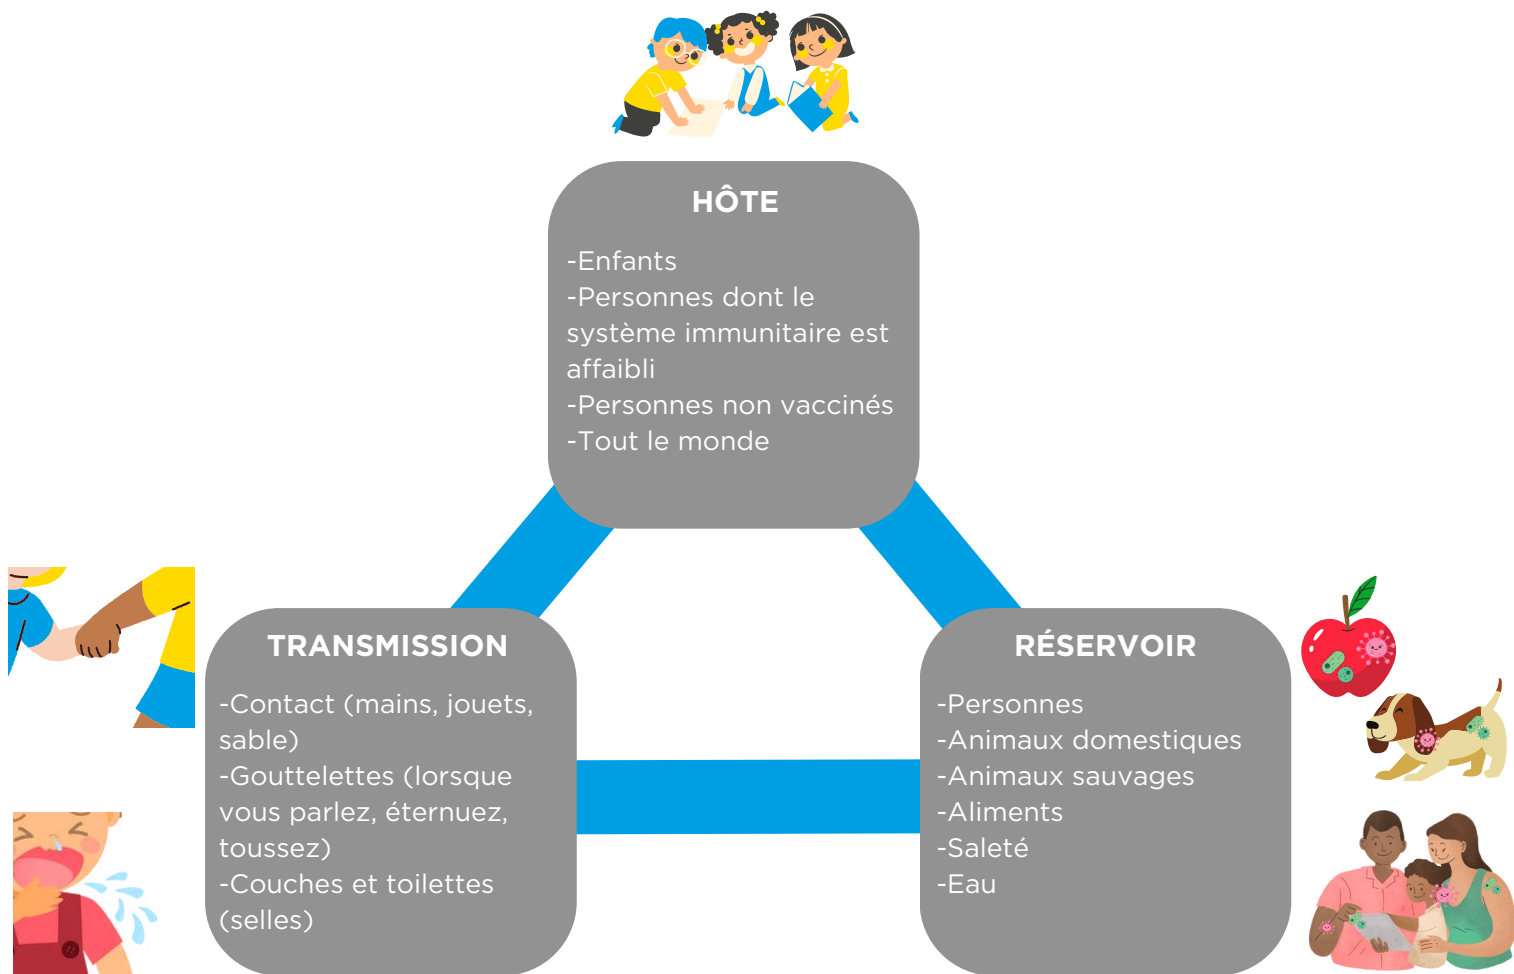 HÔTE
-Enfants
-Personnes dont le
système immunitaire est
affaibli
-Personnes non vaccinés
-Tout le monde
TRANSMISSION
-Contact (mains, jouets,
sable)
-Gouttelettes (lorsque
vous parlez, éternuez,
toussez)
-Couches et toilettes
(selles)
RÉSERVOIR
-Personnes
-Animaux domestiques
-Animaux sauvages
-Aliments
-Saleté
-Eau